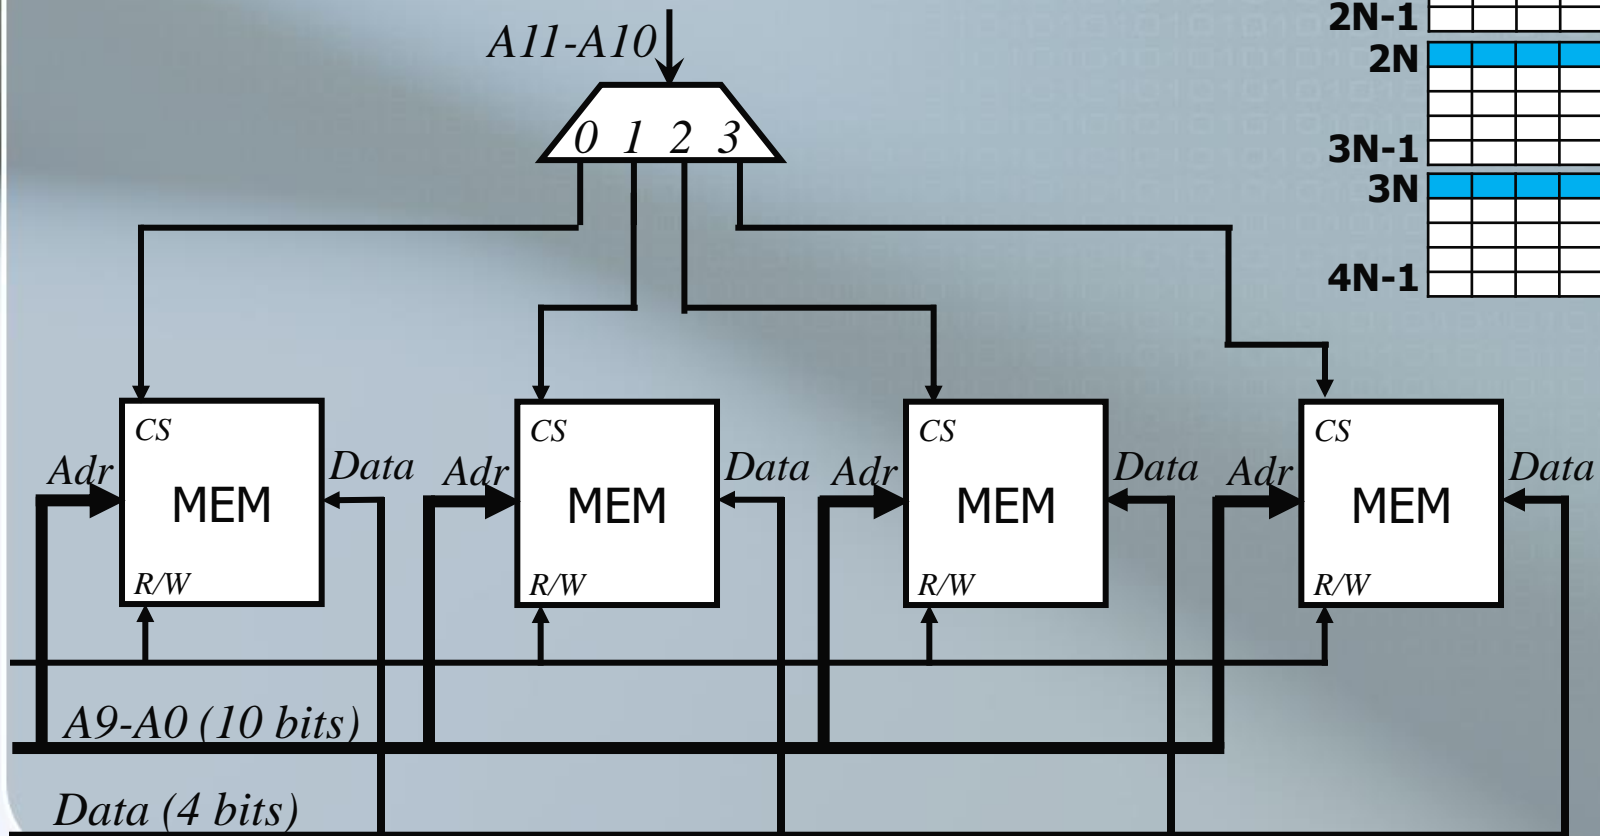 A11-A10
0 1 2 3
2N-1
2N
3N-1
3N
4N-1
CS CS CS CS
Adr Data Adr Data Adr Data Adr Data
MEM MEM MEM MEM
R/W R/W R/W R/W
A9-A0 (10 bits)
Data (4 bits)